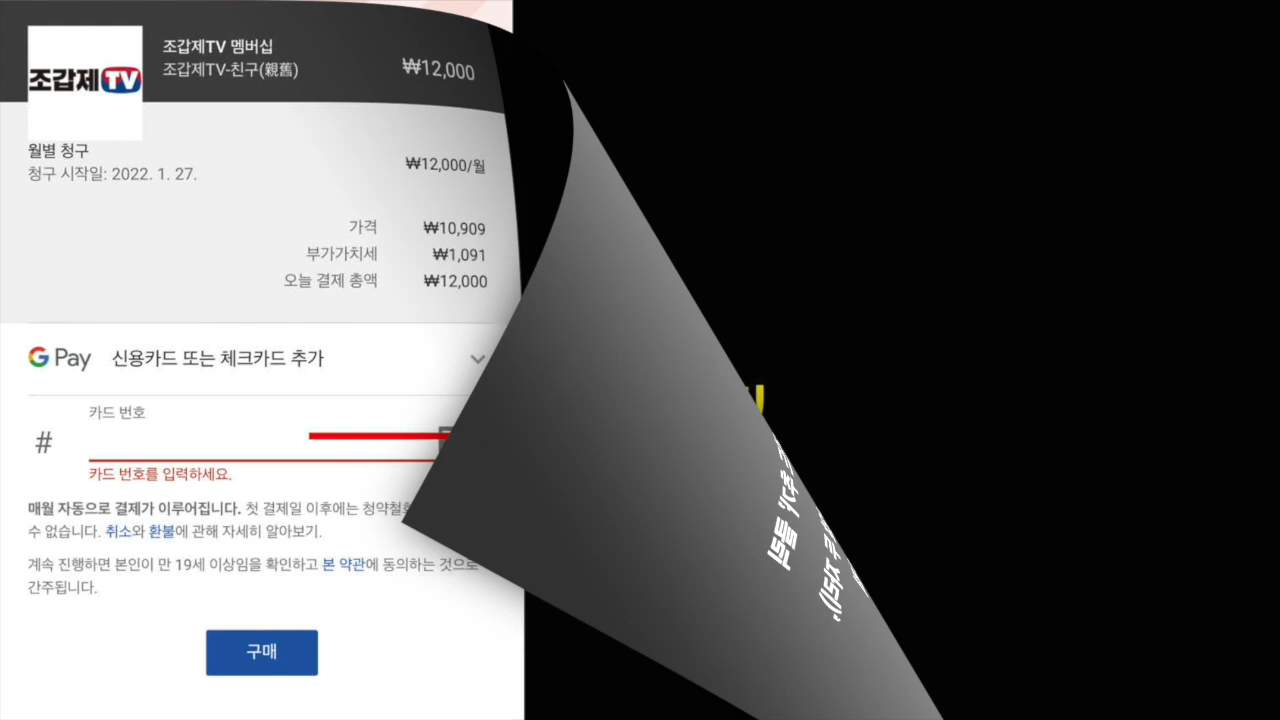 조갑제TV
조갑제TV 멤버십
조갑제TV-친구(親舊)
₩12,000
월별 청구
청구 시작일: 2022. 1. 27.
₩12,000/월
가격 ₩10,909
부가가치세 ₩1,091
오늘 결제 총액 ₩12,000
G Pay 신용카드 또는 체크카드 추가
카드 번호
#
카드 번호를 입력하세요.
매월 자동으로 결제가 이루어집니다. 첫 결제일 이후에는
수 없습니다. 취소와 환불에 관해 자세히 알아보기.
계속 진행하면 본인이 만 19세 이상임을 확인하고 본 약관에 동의하는 것으로
간주됩니다.
구매